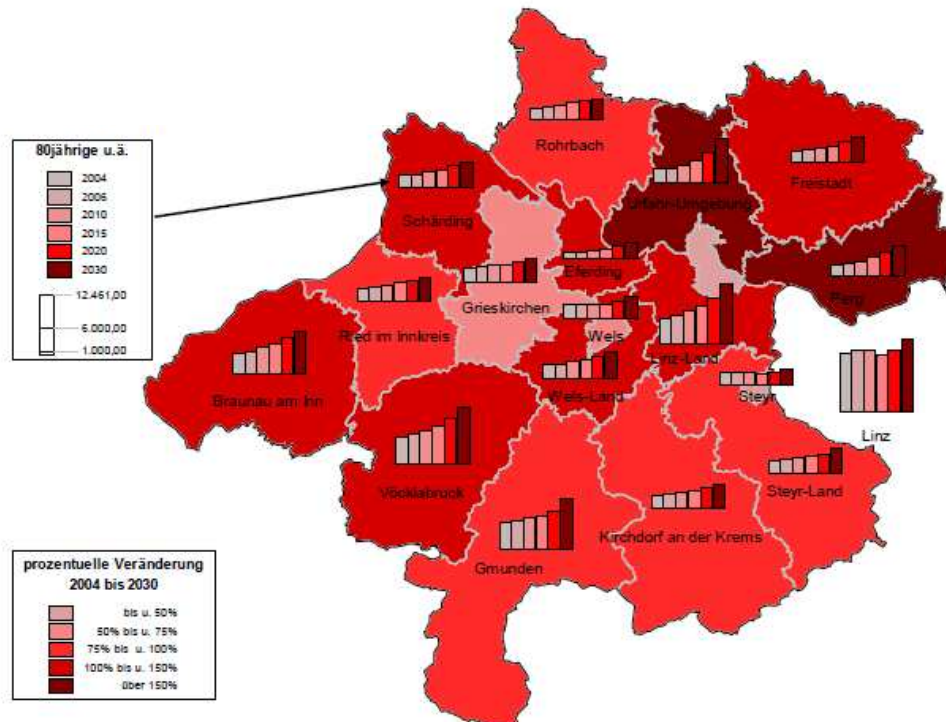 80jährige u.ä.
2004
2006
2010
2015
2020
2030
12.461,00
6.000,00
1.000,00
Rohrbach
Freistadt
Urfahr-Umgebung
Schärding
Eferding
Perg
Grieskirchen
Ried im Innkreis
Wels
Linz-Land
Braunau am Inn
Wels-Land
Steyr
Linz
Vöcklabruck
Steyr-Land
Kirchdorf an der Krems
Gmunden
prozentuelle Veränderung
2004 bis 2030
bis u. 50%
50% bis u. 75%
75% bis u. 100%
100% bis u. 150%
über 150%